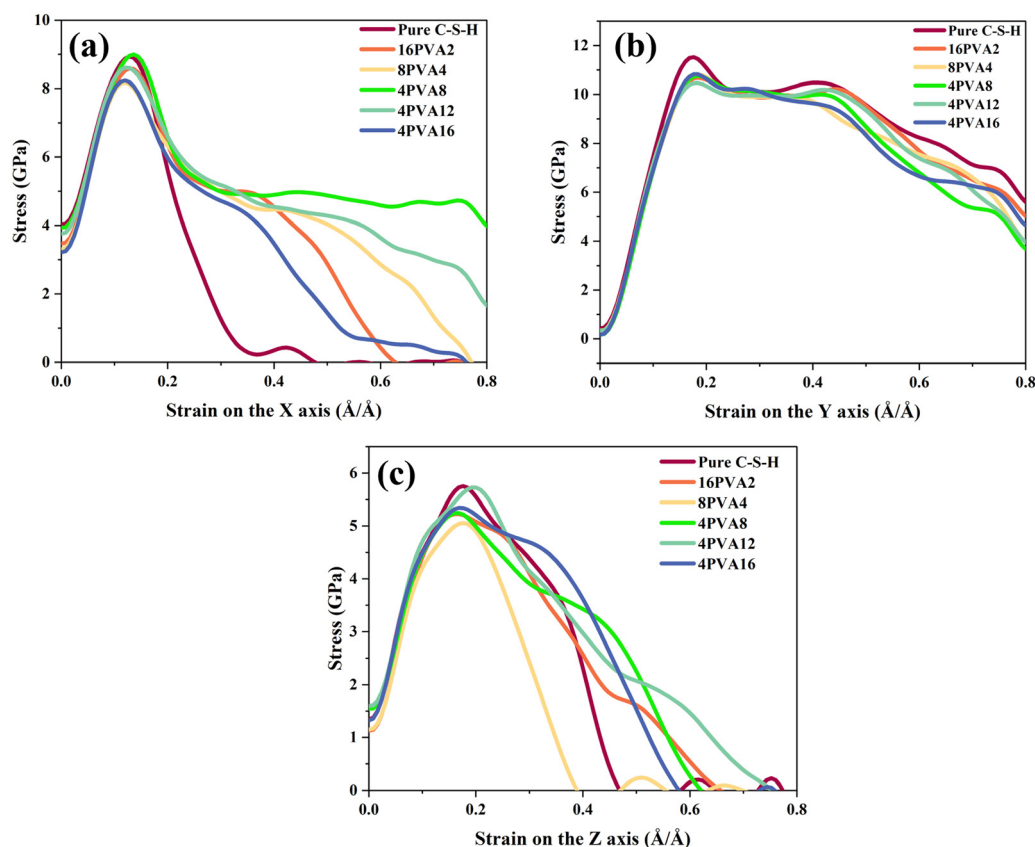 (a)
Pure C-S-H
16PVA2
8PVA4
4PVA8
4PVA12
4PVA16
10
8
6
4
2
0
Stress (GPa)
0.0 0.2 0.4 0.6 0.8
Strain on the X axis (Å/Å)
(b)
Pure C-S-H
16PVA2
8PVA4
4PVA8
4PVA12
4PVA16
12
10
8
6
4
2
0
Stress (GPa)
0.0 0.2 0.4 0.6 0.8
Strain on the Y axis (Å/Å)
(c)
Pure C-S-H
16PVA2
8PVA4
4PVA8
4PVA12
4PVA16
6
5
4
3
2
1
0
Stress (GPa)
0.0 0.2 0.4 0.6 0.8
Strain on the Z axis (Å/Å)